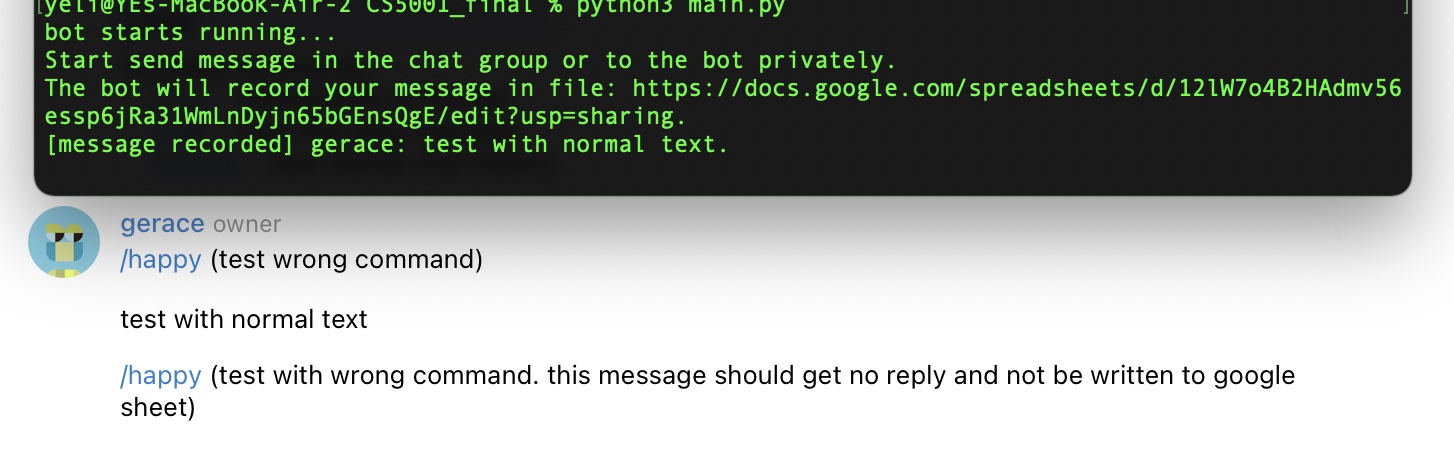 [yeli@YEs-MacBook-Air-2 CS5001_final % python3 main.py ]
bot starts running...
Start send message in the chat group or to the bot privately.
The bot will record your message in file: https://docs.google.com/spreadsheets/d/12lW7o4B2HAdmv56
essp6jRa31WmLnDyjn65bGEnsQgE/edit?usp=sharing.
[message recorded] gerace: test with normal text.
gerace owner
/happy (test wrong command)
test with normal text
/happy (test with wrong command. this message should get no reply and not be written to google
sheet)